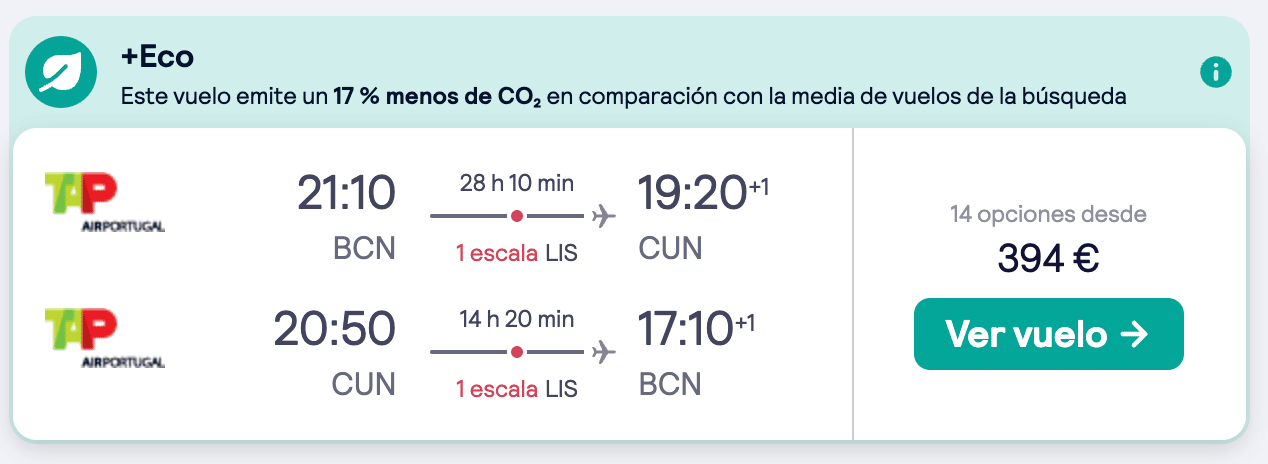 +Eco
Este vuelo emite un 17 % menos de CO₂ en comparación con la media de vuelos de la búsqueda
TAP
AIRPORTUGAL
21:10
BCN
28 h 10 min
1 escala LIS
19:20+1
CUN
TAP
AIRPORTUGAL
20:50
CUN
14 h 20 min
1 escala LIS
17:10+1
BCN
14 opciones desde
394 €
Ver vuelo →